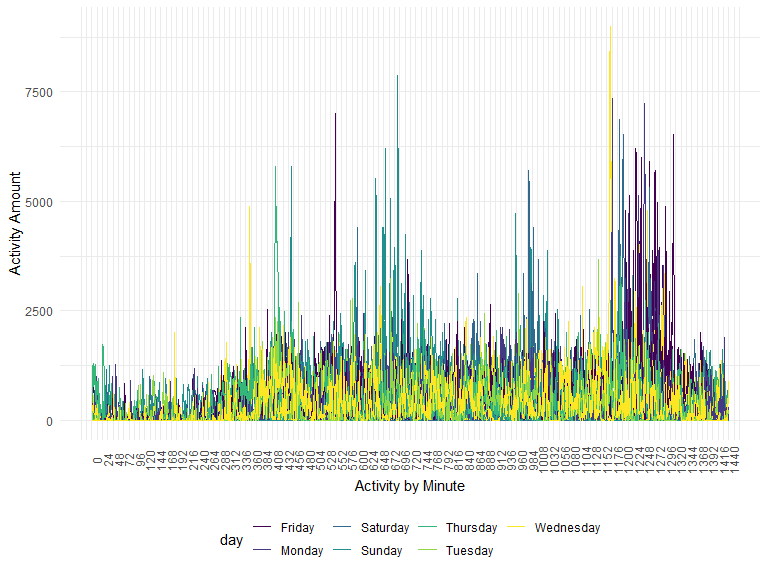 7500
5000
2500
0
Activity Amount
0 24 48 72 96 120 144 168 192 216 240 264 288 312 336 360 384 408 432 456 480 504 528 552 576 600 624 648 672 696 720 744 768 792 816 840 864 888 912 936 960 984 1008 1032 1056 1080 1104 1128 1152 1176 1200 1224 1248 1272 1296 1320 1344 1368 1392 1416 1440
Activity by Minute
day
Friday Saturday Thursday Wednesday
Monday Sunday Tuesday